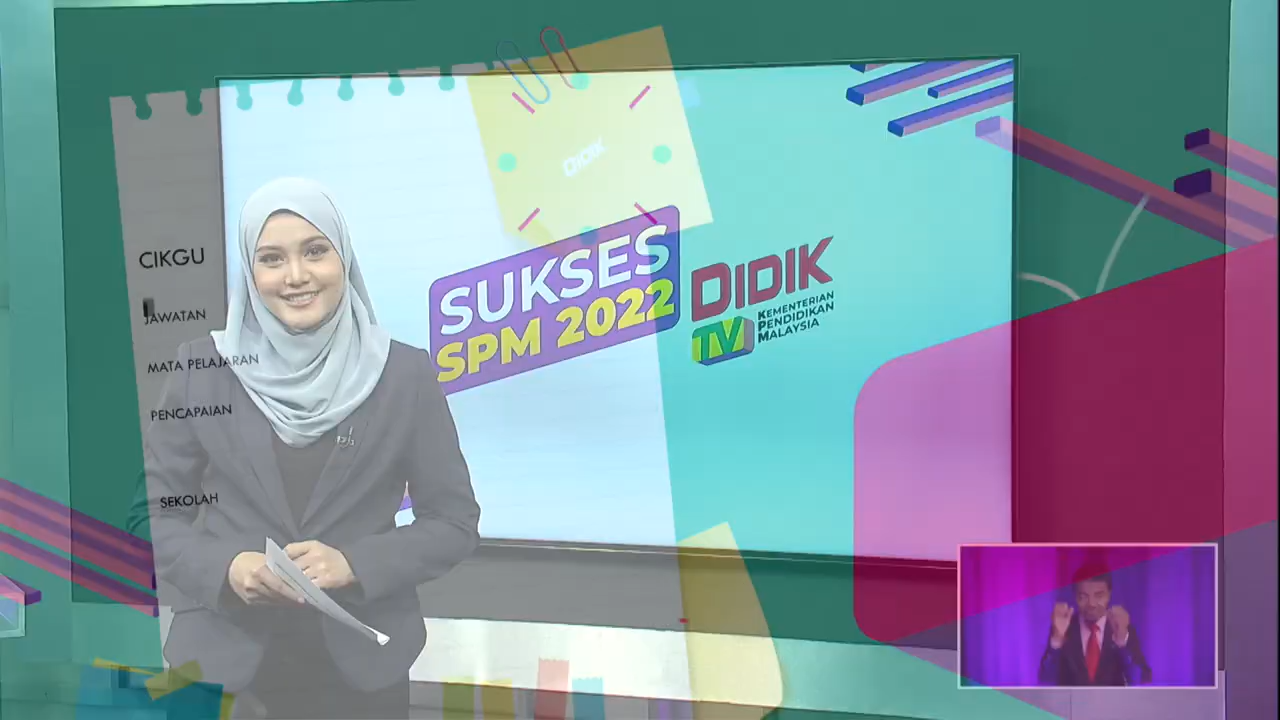 DIDIK
CIKGU
JAWATAN
MATA PELAJARAN
PENCAPAIAN
SEKOLAH
SUKSES
SPM 2022
DIDIK
TV
KEMENTERIAN
PENDIDIKAN
MALAYSIA